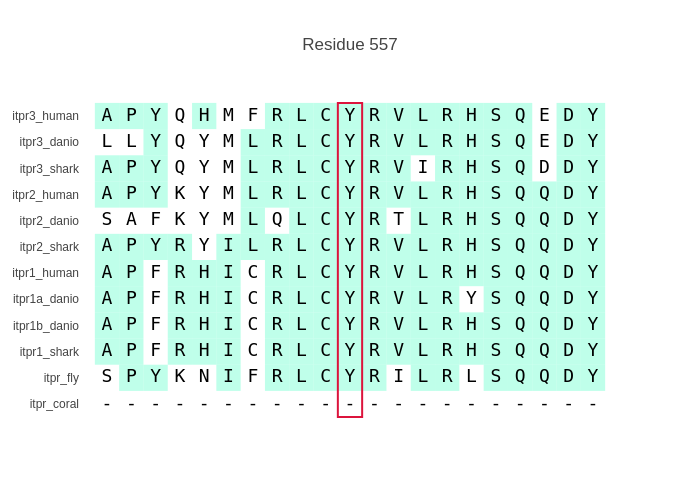 Residue 557
itpr3_human A P Y Q H M F R L C Y R V L R H S Q E D Y
itpr3_danio L L Y Q Y M L R L C Y R V L R H S Q E D Y
itpr3_shark A P Y Q Y M L R L C Y R V I R H S Q D D Y
itpr2_human A P Y K Y M L R L C Y R V L R H S Q Q D Y
itpr2_danio S A F K Y M L Q L C Y R T L R H S Q Q D Y
itpr2_shark A P Y R Y I L R L C Y R V L R H S Q Q D Y
itpr1_human A P F R H I C R L C Y R V L R H S Q Q D Y
itpr1a_danio A P F R H I C R L C Y R V L R Y S Q Q D Y
itpr1b_danio A P F R H I C R L C Y R V L R H S Q Q D Y
itpr1_shark A P F R H I C R L C Y R V L R H S Q Q D Y
itpr_fly S P Y K N I F R L C Y R I L R L S Q Q D Y
itpr_coral - - - - - - - - - - - - - - - - - - - - -